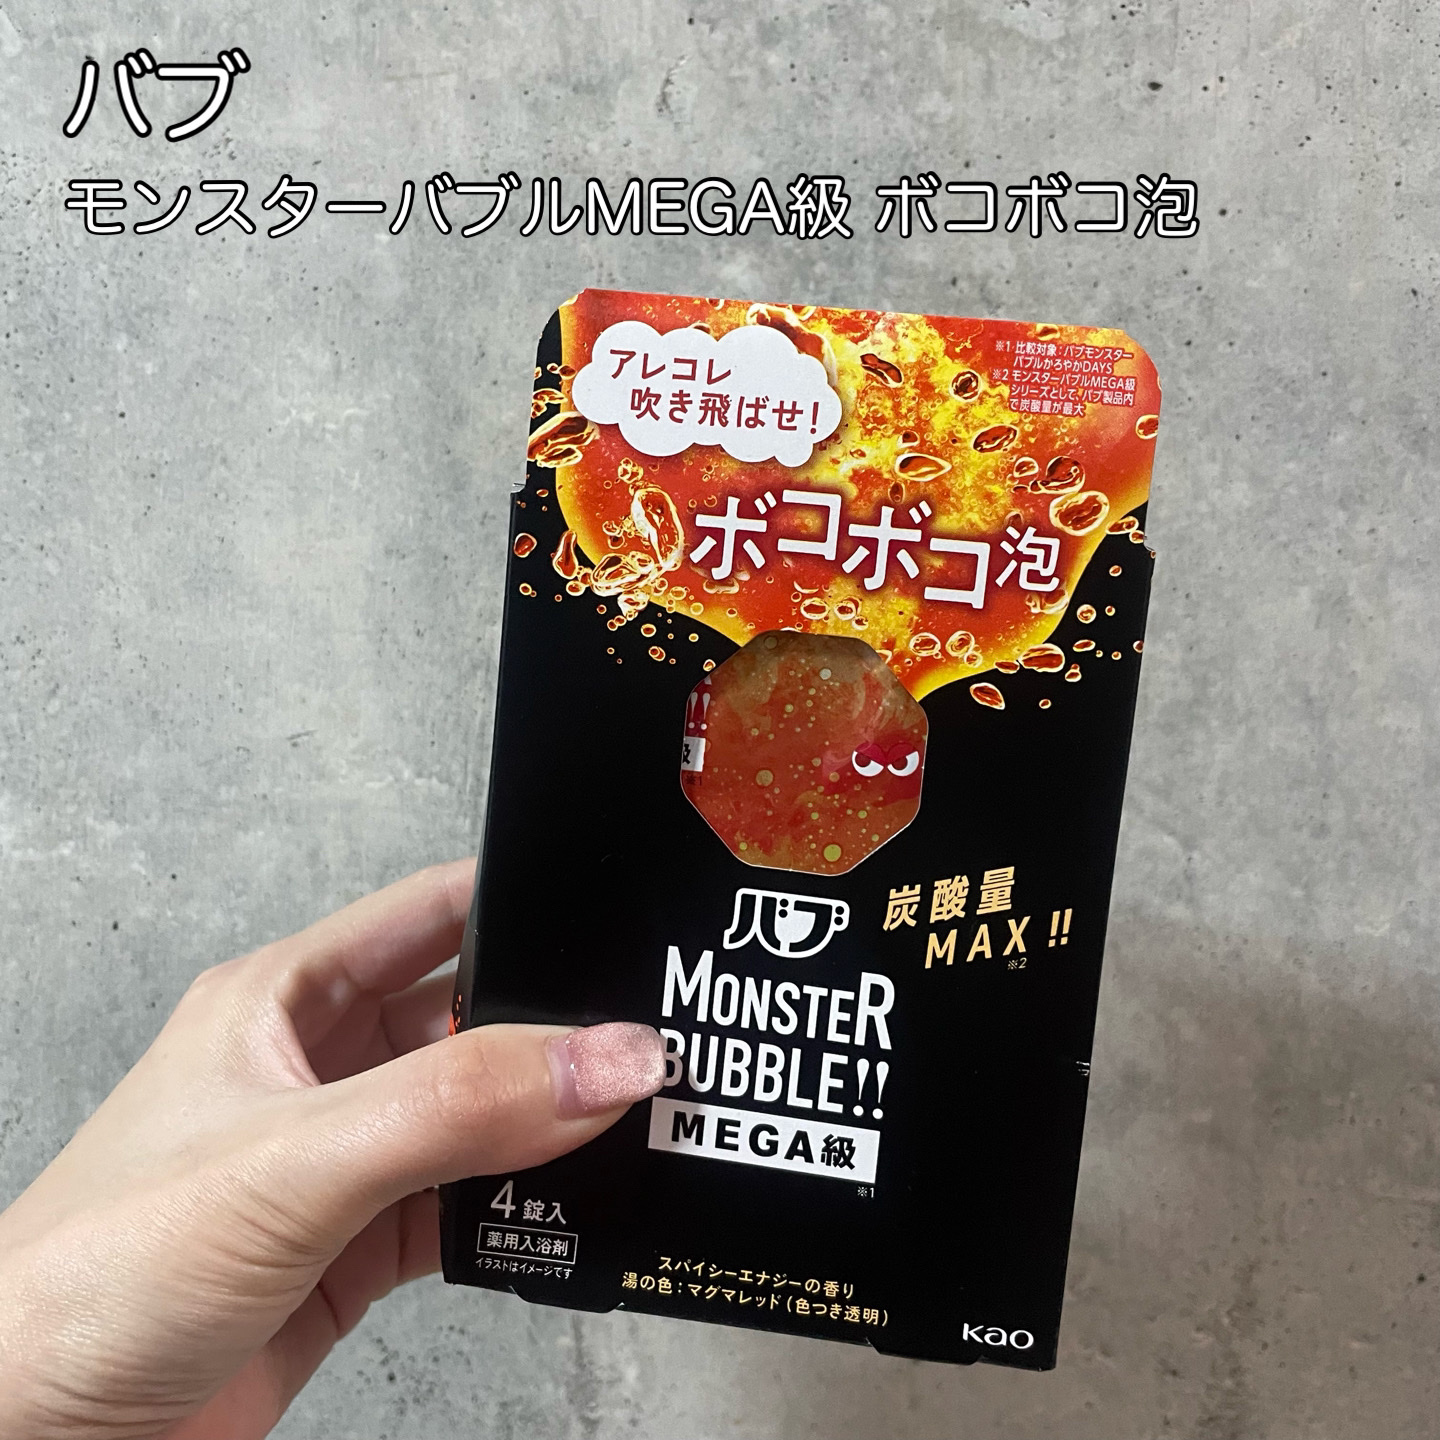 バブ
モンスターバブルMEGA級 ボコボコ泡
アレコレ
吹き飛ばせ!
※1 比較対象:バブモンスター
バブルかろやかDAYS
※2 モンスターバブルMEGA級
シリーズとして、バブ製品内
で炭酸量が最大
ボコボコ泡
級
※1
バブ
炭酸量
MAX!!
※2
MONSTER
BUBBLE!!
MEGA級
※1
4錠入
薬用入浴剤
イラストはイメージです
スパイシーエナジーの香り
湯の色:マグマレッド(色つき透明)
Kao